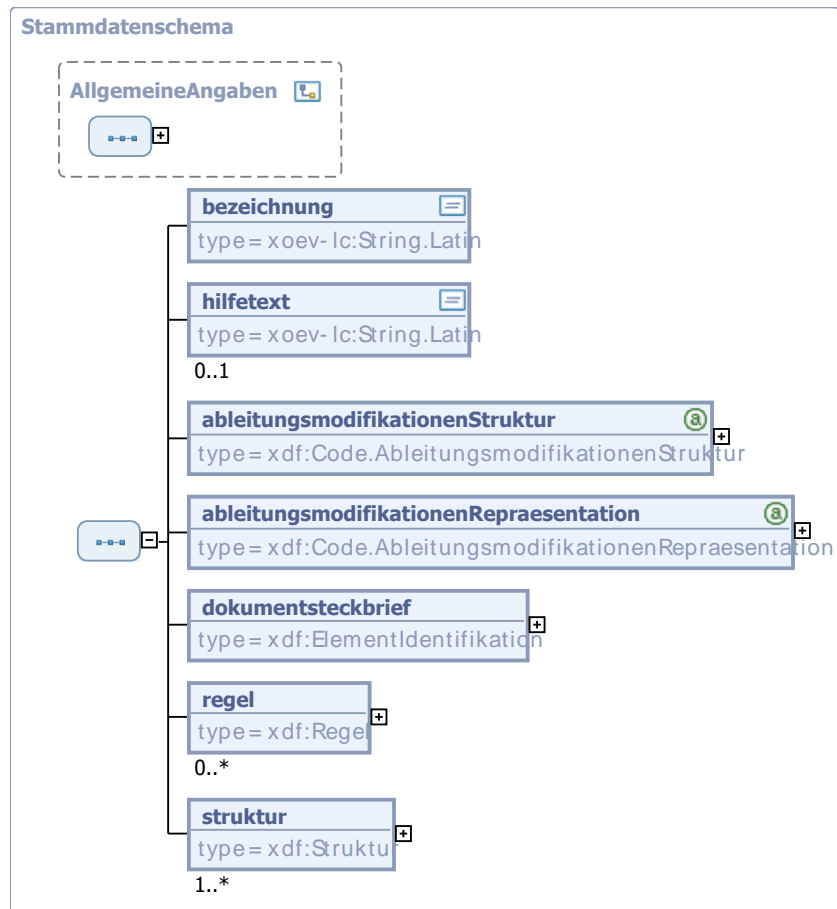 Stammdatenschema
AllgemeineAngaben
bezeichnung
type = xoev-lc:String.Latin
hilfetext
type = xoev-lc:String.Latin
0..1
ableitungsmodifikationenStruktur
type = xdf:Code.AbleitungsmodifikationenStruktur
ableitungsmodifikationenRepraesentation
type = xdf:Code.AbleitungsmodifikationenRepraesentation
dokumentsteckbrief
type = xdf:ElementIdentifikation
regel
type = xdf:Regel
0..*
struktur
type = xdf:Struktur
1..*